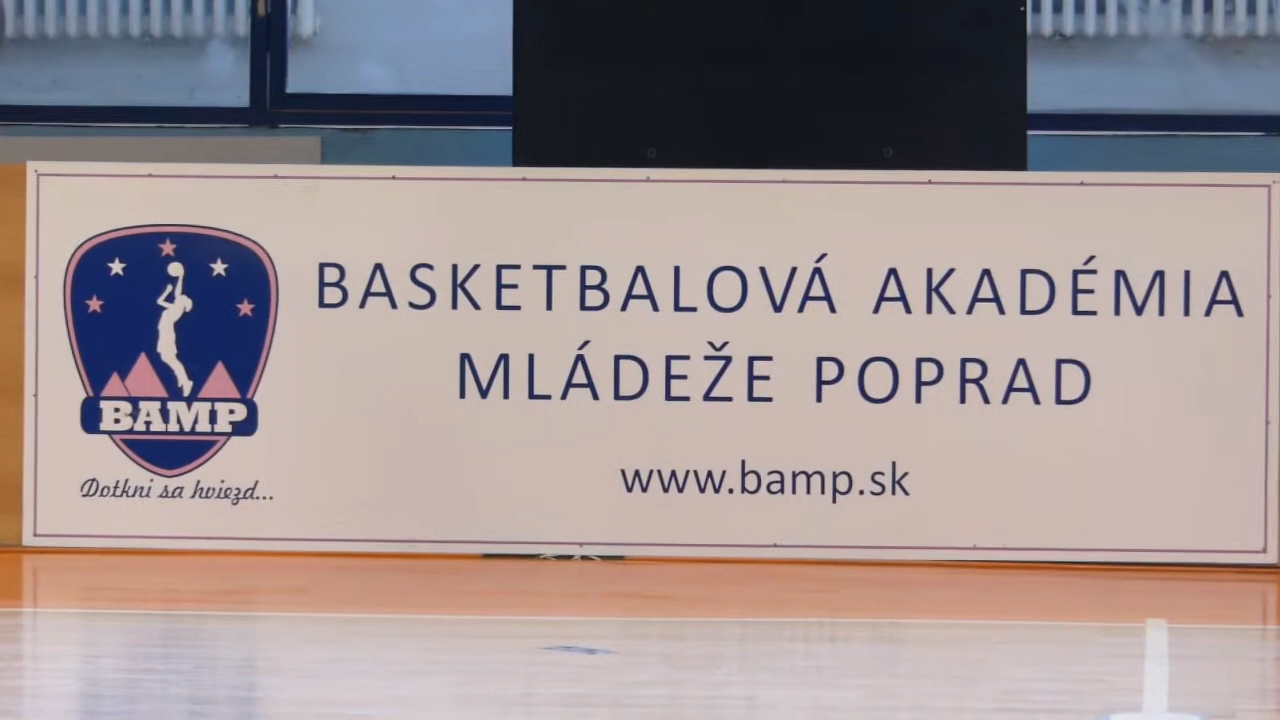 BASKETBALOVÁ AKADÉMIA
MLÁDEŽE POPRAD
www.bamp.sk
BAMP
Dotkni sa hviezd...